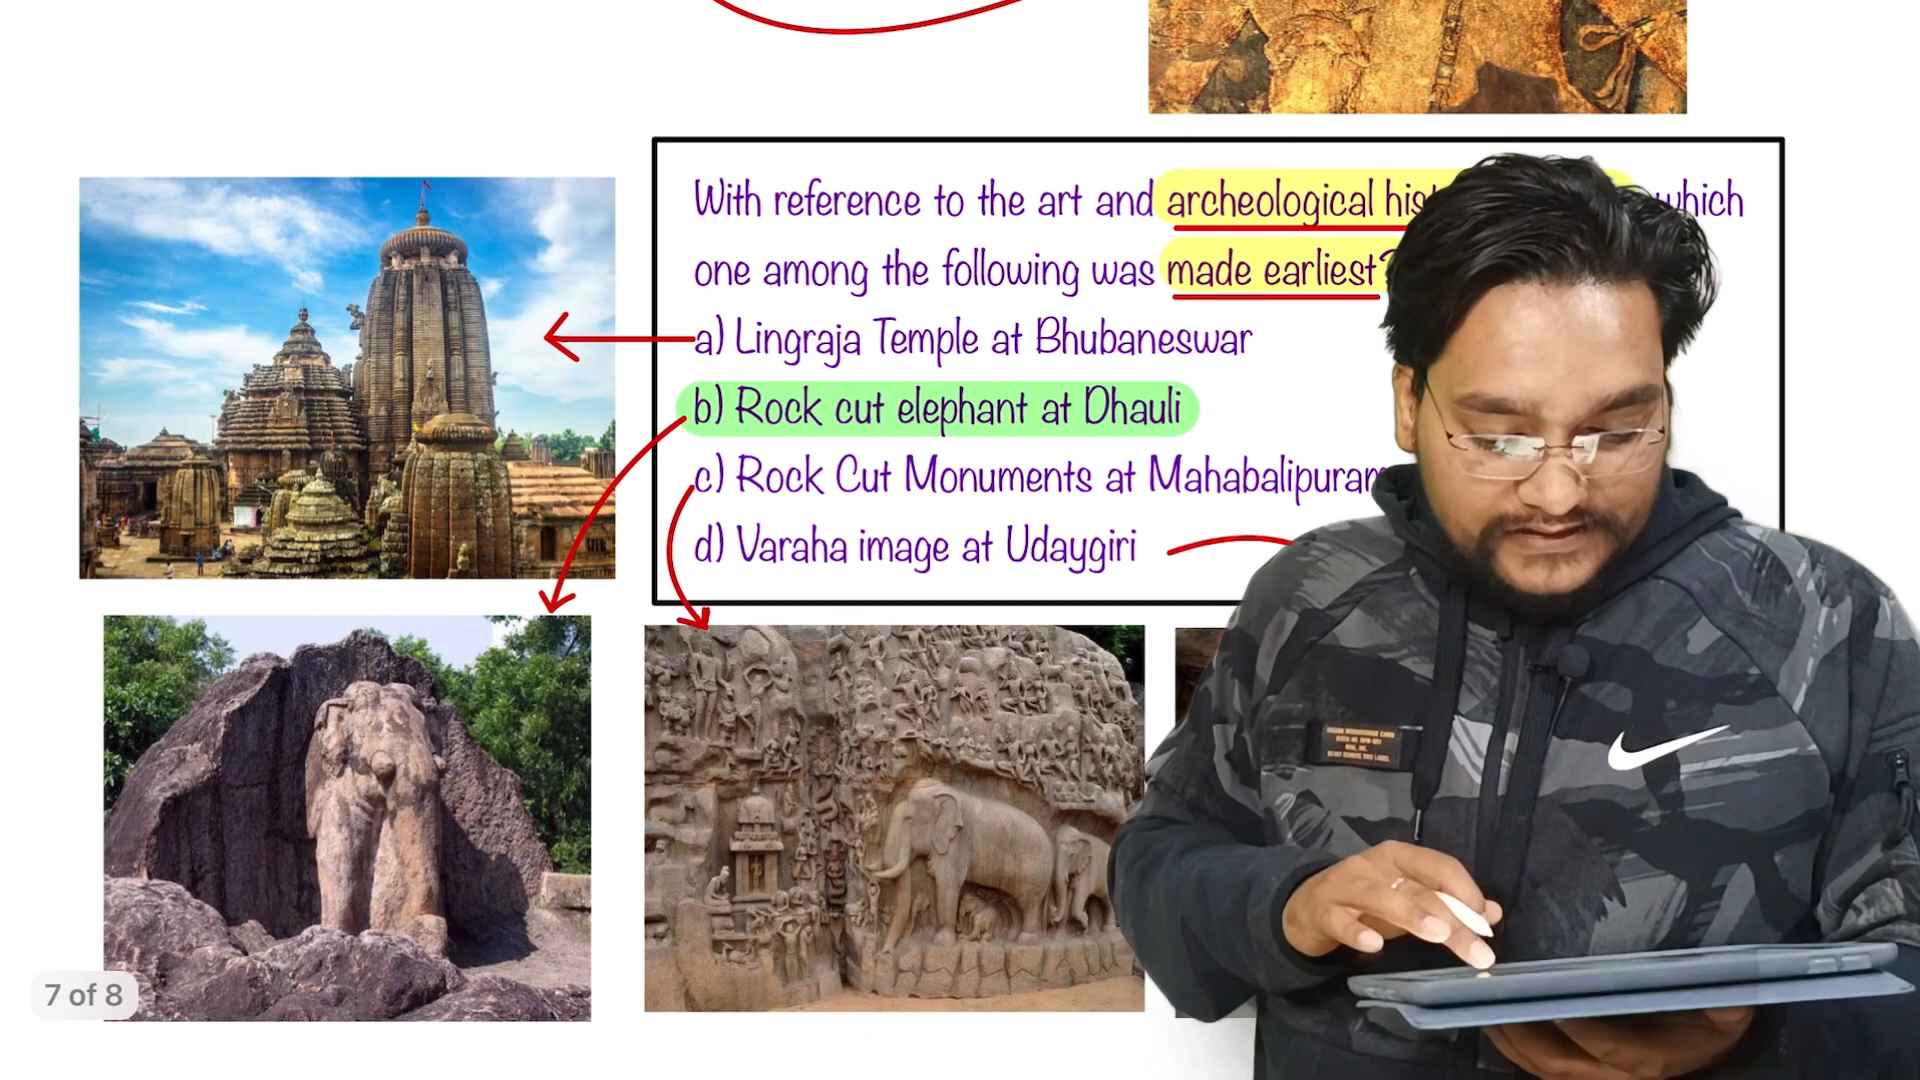 With reference to the art and archeological his which
one among the following was made earliest?
a) Lingraja Temple at Bhubaneswar
b) Rock cut elephant at Dhauli
c) Rock Cut Monuments at Mahabalipuram
d) Varaha image at Udaygiri
7 of 8